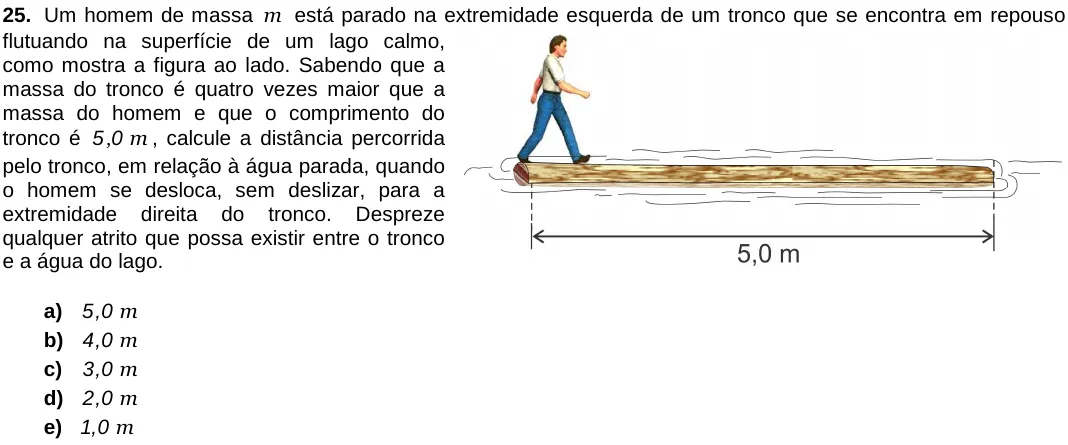 25. Um homem de massa m está parado na extremidade esquerda de um tronco que se encontra em repouso
flutuando na superfície de um lago calmo,
como mostra a figura ao lado. Sabendo que a
massa do tronco é quatro vezes maior que a
massa do homem e que o comprimento do
tronco é 5,0 m, calcule a distância percorrida
pelo tronco, em relação à água parada, quando
o homem se desloca, sem deslizar, para a
extremidade direita do tronco. Despreze
qualquer atrito que possa existir entre o tronco
e a água do lago.
5,0 m
a) 5,0 m
b) 4,0 m
c) 3,0 m
d) 2,0 m
e) 1,0 m